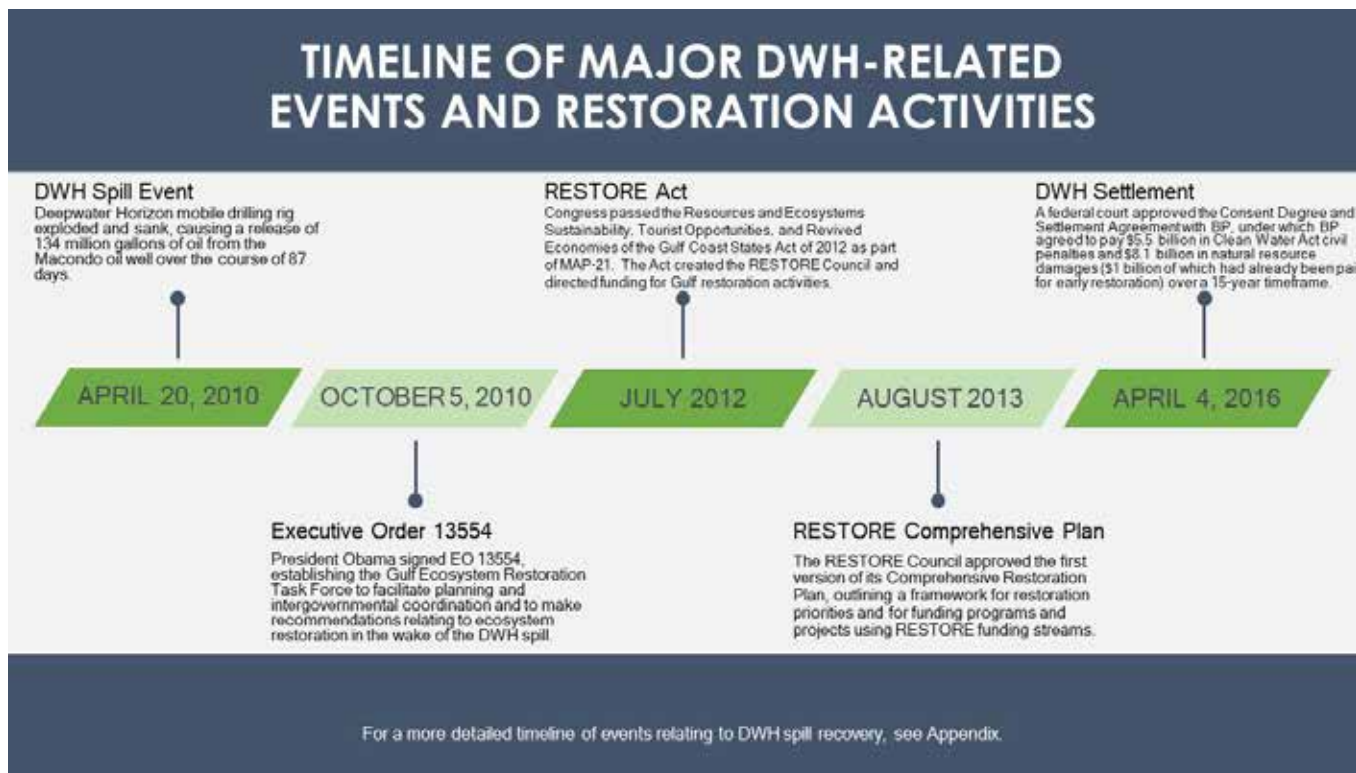 TIMELINE OF MAJOR DWH-RELATED
EVENTS AND RESTORATION ACTIVITIES
DWH Spill Event
Deepwater Horizon mobile drilling rig
exploded and sank, causing a release of
134 million gallons of oil from the
Macondo oil well over the course of 87
days.
RESTORE Act
Congress passed the Resources and Ecosystems
Sustainability, Tourist Opportunities, and Revived
Economies of the Gulf Coast States Act of 2012 as part
of MAP-21. The Act created the RESTORE Council and
directed funding for Gulf restoration activities.
DWH Settlement
A federal court approved the Consent Degree and
Settlement Agreement with BP, under which BP
agreed to pay $5.5 billion in Clean Water Act civil
penalties and $8.1 billion in natural resource
damages ($1 billion of which had already been pai
for early restoration) over a 15-year timeframe.
APRIL 20, 2010
OCTOBER 5, 2010
JULY 2012
AUGUST 2013
APRIL 4, 2016
Executive Order 13554
President Obama signed EO 13554,
establishing the Gulf Ecosystem Restoration
Task Force to facilitate planning and
intergovernmental coordination and to make
recommendations relating to ecosystem
restoration in the wake of the DWH spill.
RESTORE Comprehensive Plan
The RESTORE Council approved the first
version of its Comprehensive Restoration
Plan, outlining a framework for restoration
priorities and for funding programs and
projects using RESTORE funding streams.
For a more detailed timeline of events relating to DWH spill recovery, see Appendix.